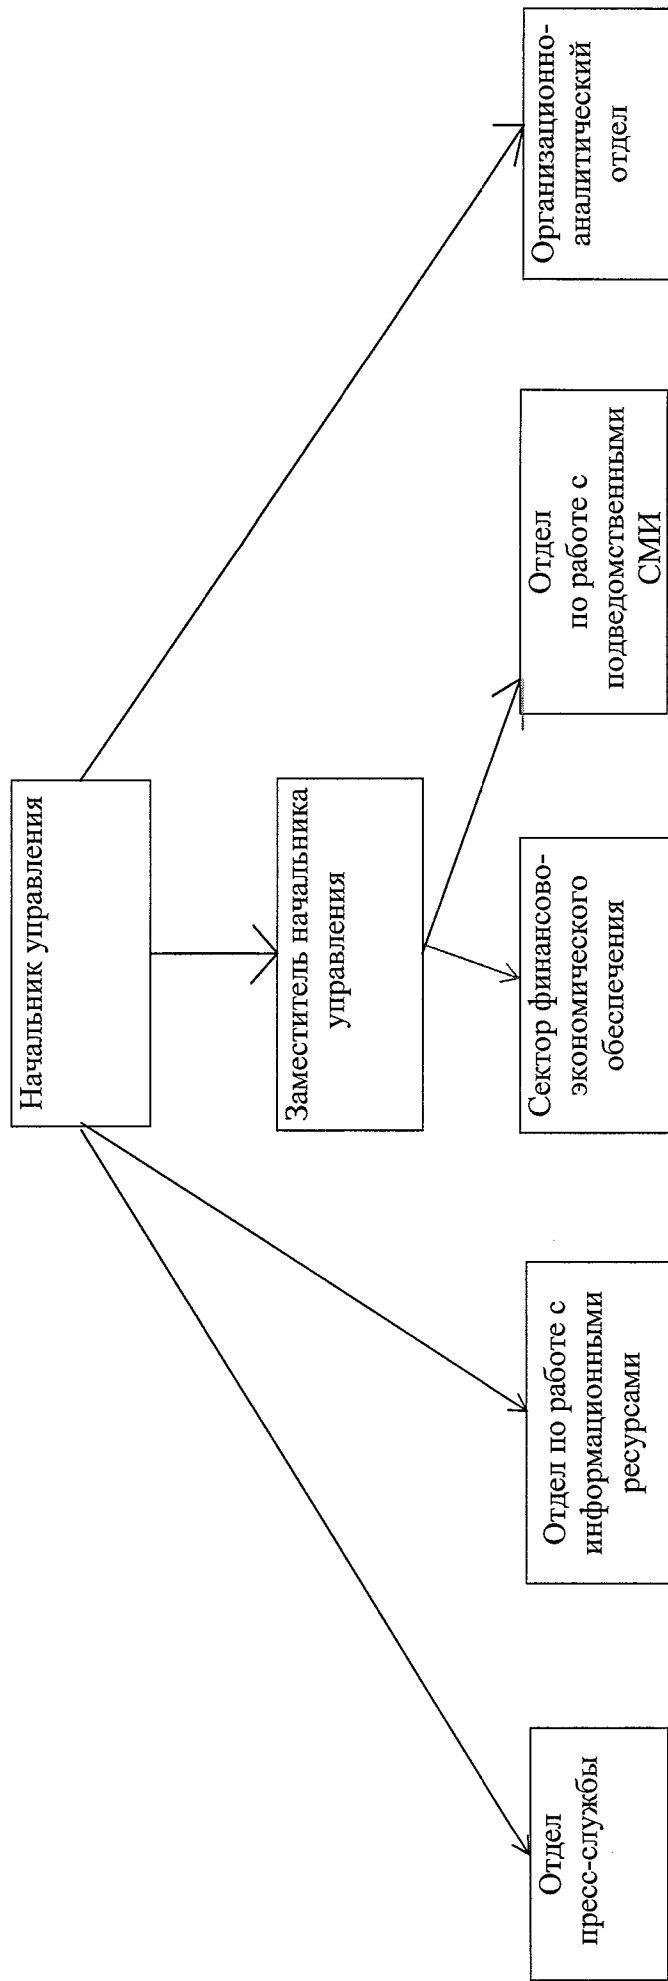 Начальник управления
Заместитель начальника
управления
Отдел
пресс-службы
Отдел по работе с
информационными
ресурсами
Сектор финансово-
экономического
обеспечения
Отдел
по работе с
подведомственными
СМИ
Организационно-
аналитический
отдел